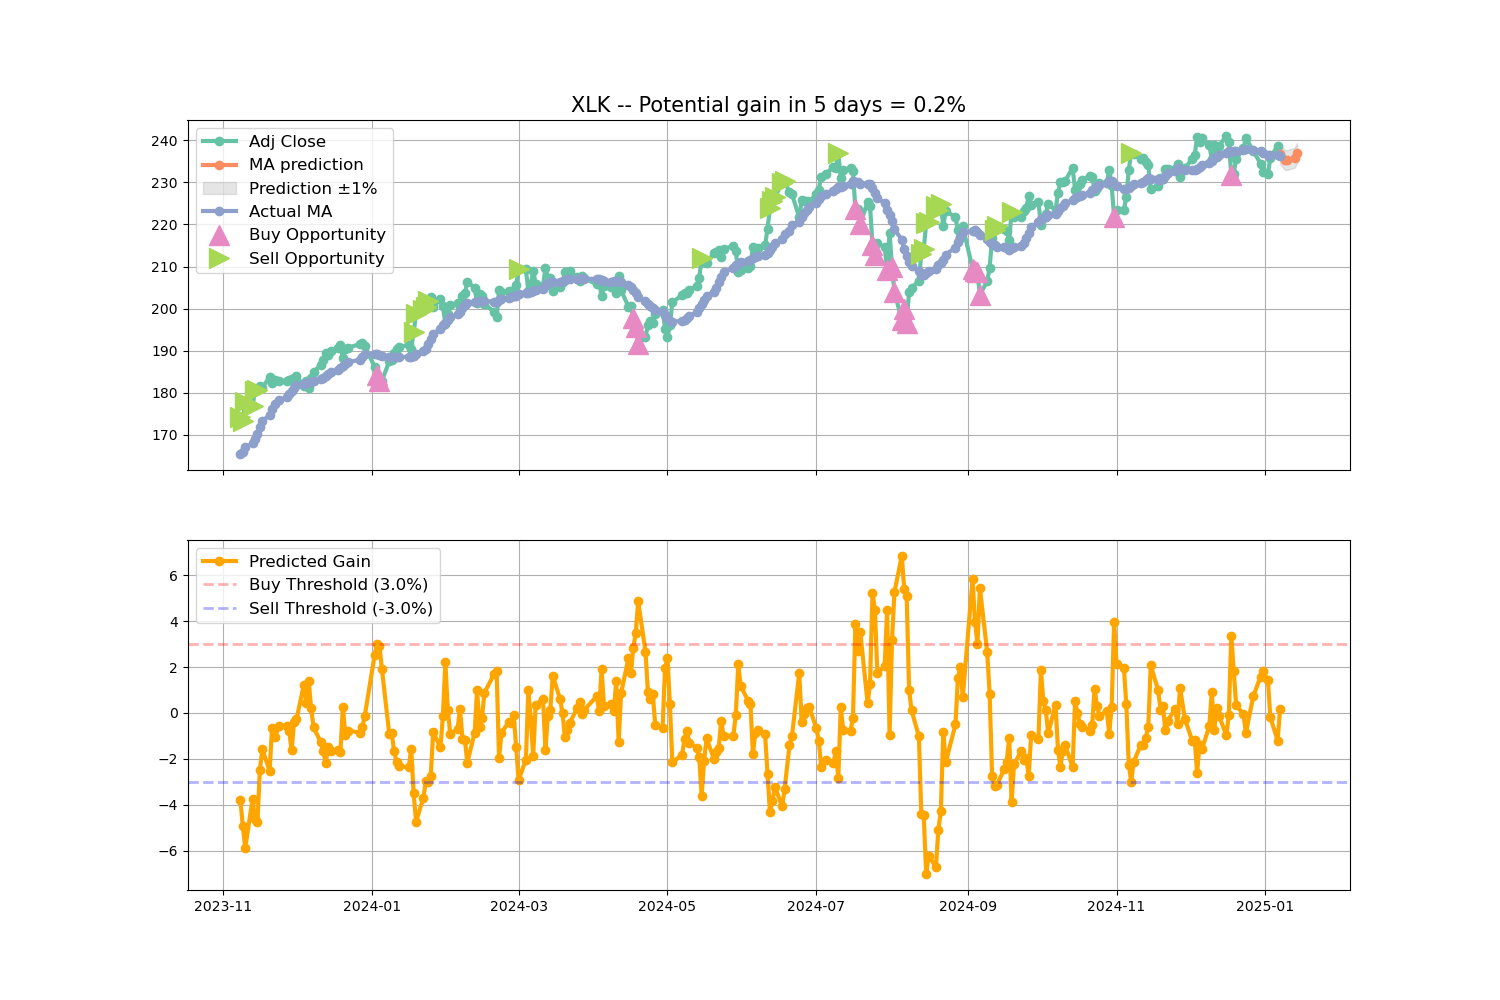 XLK -- Potential gain in 5 days = 0.2%
Adj Close
MA prediction
Prediction ±1%
Actual MA
Buy Opportunity
Sell Opportunity
240
230
220
210
200
190
180
170
Predicted Gain
Buy Threshold (3.0%)
Sell Threshold (-3.0%)
6
4
2
0
−2
−4
−6
2023-11 2024-01 2024-03 2024-05 2024-07 2024-09 2024-11 2025-01